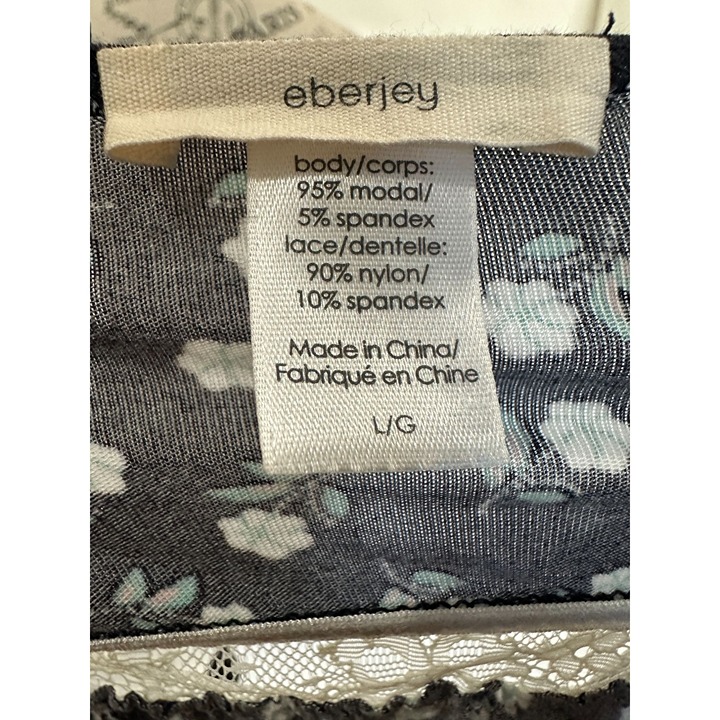 eberjey
body/corps:
95% modal/
5% spandex
lace/dentelle:
90% nylon/
10% spandex
Made in China/
Fabriqué en Chine
L/G